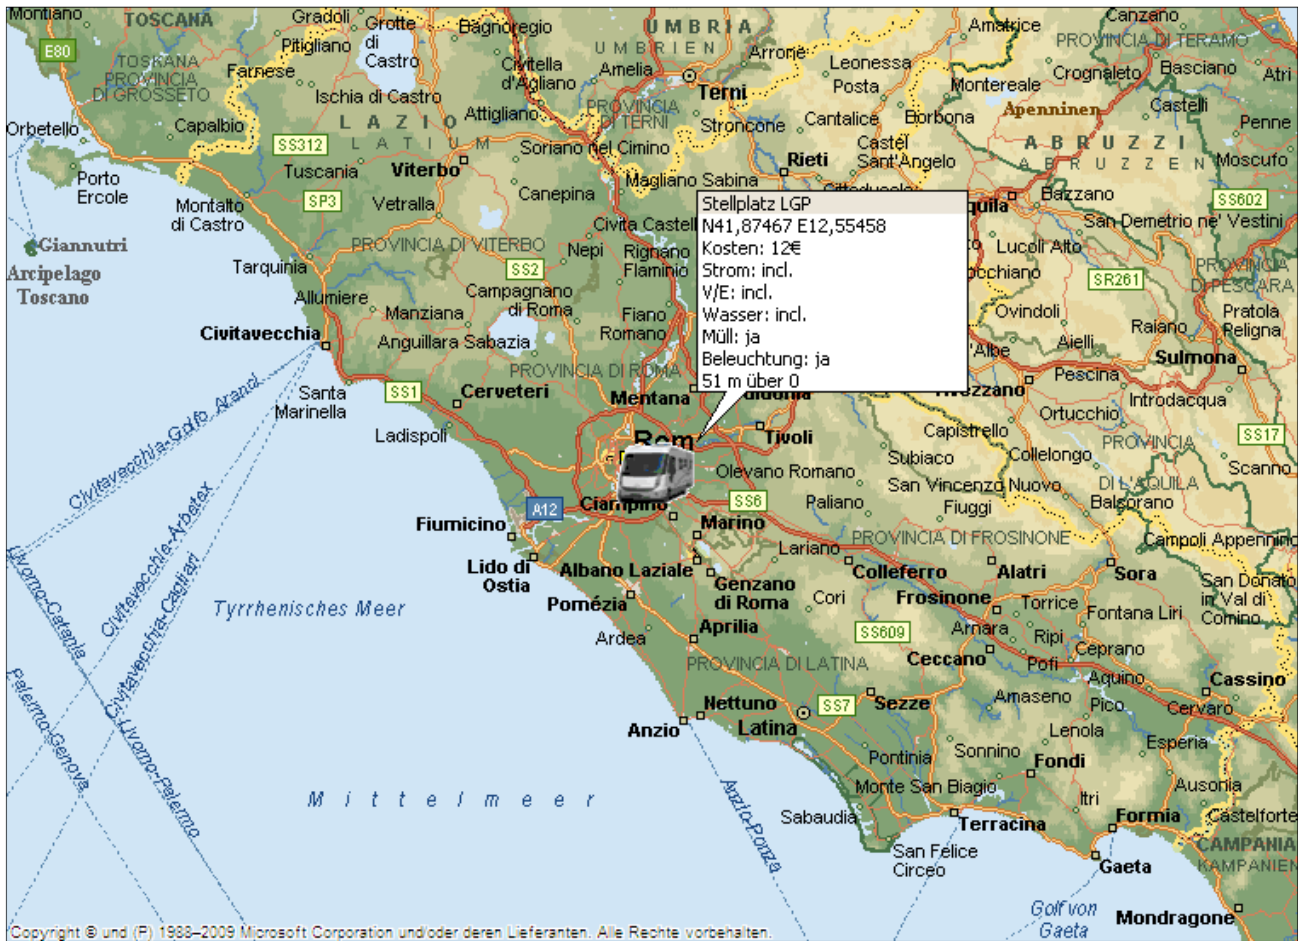 Montiano
TOSCANA
Gradoli
Grotte
di
Castro
Bagnoregio
UMBRIA
UMBRIEN
Amatrice
Canzano
PROVINCIA DI TERAMO
E80
Pitigliano
TOSKANA
PROVINCIA
DI GROSSETO
Farnese
Civitella
d'Agliano
Amelia
Arrone
Leonessa
Posta
Terni
Montereale
Crognaleto
Basciano
Atri
Ischia di Castro
Attigliano
PROVINCIA
DI TERNI
Stroncone
Cantalice
Borbona
Apenninen
Castelli
Penne
Orbetello
Capalbio
LAZIO
LATIUM
SS312
Soriano nel Cimino
Castel
Sant'Angelo
ABRUZZI
ABRUZZEN
Moscufo
Porto
Ercole
Tuscania
Viterbo
Canepina
Magliano Sabina
Rieti
Cittaducale
Bazzano
SS602
Montalto
di Castro
SP3
Vetralla
Civita Castell
Stellplatz LGP
N41,87467 E12,55458
Kosten: 12€
Strom: incl.
V/E: incl.
Wasser: incl.
Müll: ja
Beleuchtung: ja
51 m über 0
quila
San Demetrio ne' Vestini
Giannutri
Arcipelago
Toscano
PROVINCIA DI VITERBO
Nepi
Rignano
Flaminio
Lucoli Alto
occhiano
PROVINCIA
DI PESCARA
Tarquinia
SS2
SR261
Allumiere
Campagnano
di Roma
Manziana
Fiano
Romano
Ovindoli
Raiano
Pratola
Peligna
Civitavecchia
Anguillara Sabazia
'Albe
Aielli
Sulmona
PROVINCIA DI ROMA
Pescina
Santa
Marinella
SS1
Cerveteri
Mentana
uidonia
vezzano
Introdacqua
Ortucchio
Civitavecchia-Golfo Aranci
Ladispoli
Rom
Tivoli
Capistrello
PROVINCIA
DI L'AQUILA
SS17
Subiaco
Collelongo
Scanno
Olevano Romano
San Vincenzo Nuovo
Balsorano
A12
Ciampino
SS6
Paliano
Fiuggi
Fiumicino
Marino
PROVINCIA DI FROSINONE
Campoli Appennino
Civitavecchia-Arbatax
Lariano
Lido di
Ostia
Albano Laziale
Genzano
di Roma
Colleferro
Alatri
Sora
San Donato
in Val di
Comino
Livorno-Catania
Civitavecchia-Cagliari
Tyrrhenisches Meer
Pomézia
Cori
Frosinone
Torrice
Fontana Liri
Ardea
Aprilia
SS609
Arnara
Ripi
Ceprano
PROVINCIA DI LATINA
Ceccano
Pofi
Aquino
Cassino
Palermo-Genova
Nettuno
SS7
Sezze
Amaseno
Pico
Cervaro
Anzio
Latina
Lenola
Esperia
Livorno-Palermo
Pontinia
Sonnino
Fondi
Mittelmeer
Anzio-Ponza
Monte San Biagio
Itri
Ausonia
Sabaudia
Terracina
Formia
Castelforte
San Felice
Circeo
Gaeta
CAMPANIA
KAMPANIEN
Golf von
Gaeta
Mondragone
Copyright © und (P) 1988–2009 Microsoft Corporation und/oder deren Lieferanten. Alle Rechte vorbehalten.